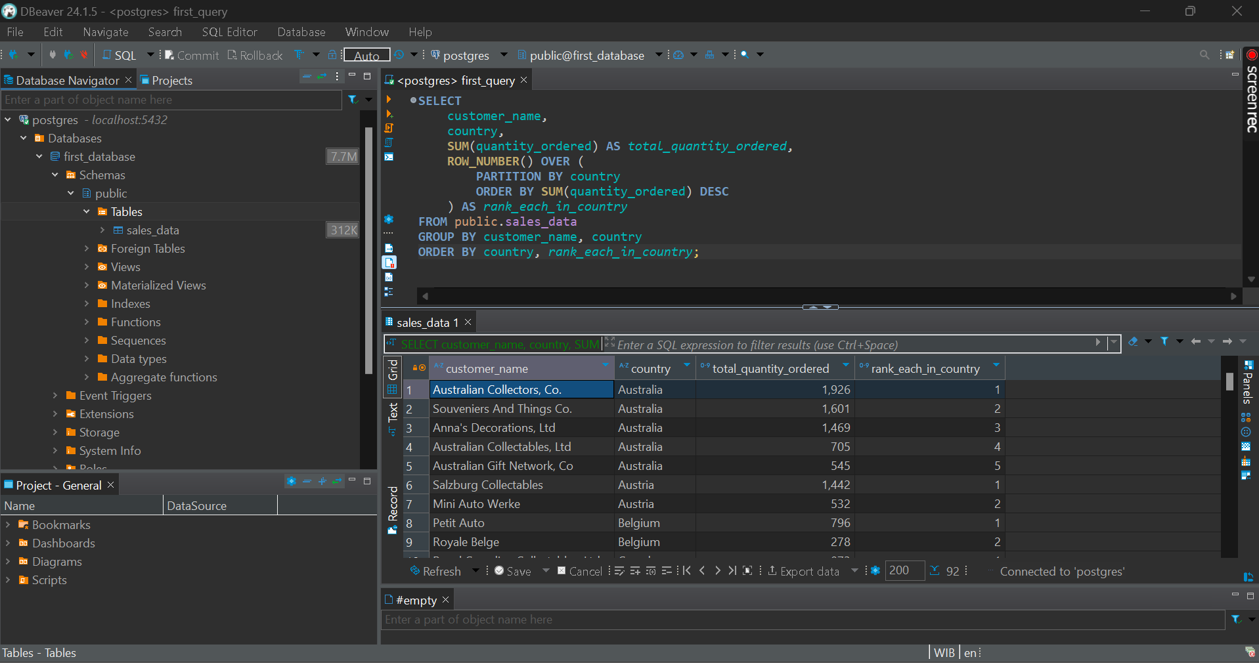 DBeaver 24.1.5 - <postgres> first_query
File Edit Navigate Search SQL Editor Database Window Help
SQL Commit Rollback Auto postgres public@first_database
Database Navigator Projects
Enter a part of object name here
postgres - localhost:5432
Databases
first_database 7.7M
Schemas
public
Tables
sales_data 312K
Foreign Tables
Views
Materialized Views
Indexes
Functions
Sequences
Data types
Aggregate functions
Event Triggers
Extensions
Storage
System Info
Roles
Project - General
Name DataSource
Bookmarks
Dashboards
Diagrams
Scripts
<postgres> first_query
SELECT
customer_name,
country,
SUM(quantity_ordered) AS total_quantity_ordered,
ROW_NUMBER() OVER (
PARTITION BY country
ORDER BY SUM(quantity_ordered) DESC
) AS rank_each_in_country
FROM public.sales_data
GROUP BY customer_name, country
ORDER BY country, rank_each_in_country;
screenrec
sales_data 1
SELECT customer_name, country, SUM Enter a SQL expression to filter results (use Ctrl+Space)
Grid
Text
Record
Panels
customer_name country total_quantity_ordered rank_each_in_country
1 Australian Collectors, Co. Australia 1,926 1
2 Souveniers And Things Co. Australia 1,601 2
3 Anna's Decorations, Ltd Australia 1,469 3
4 Australian Collectables, Ltd Australia 705 4
5 Australian Gift Network, Co Australia 545 5
6 Salzburg Collectables Austria 1,442 1
7 Mini Auto Werke Austria 532 2
8 Petit Auto Belgium 796 1
9 Royale Belge Belgium 278 2
Refresh Save Cancel Export data 200 92 Connected to 'postgres'
#empty
Enter a part of object name here
Tables - Tables WIB en